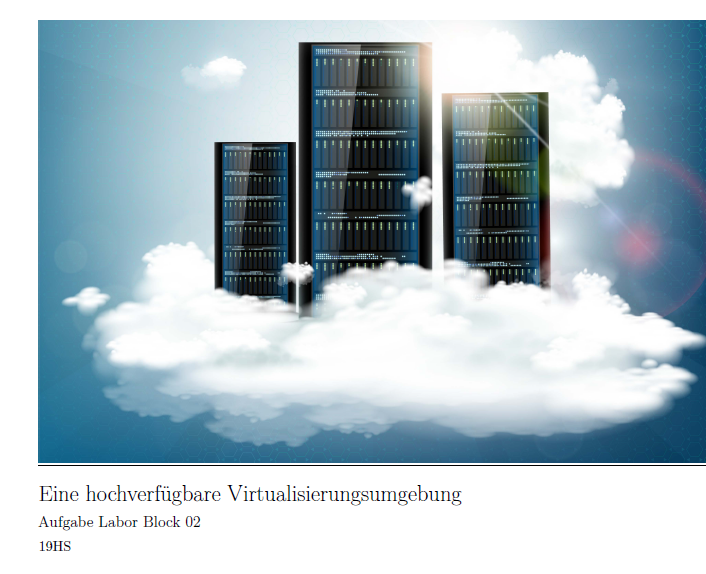 Eine hochverfügbare Virtualisierungsumgebung
Aufgabe Labor Block 02
19HS